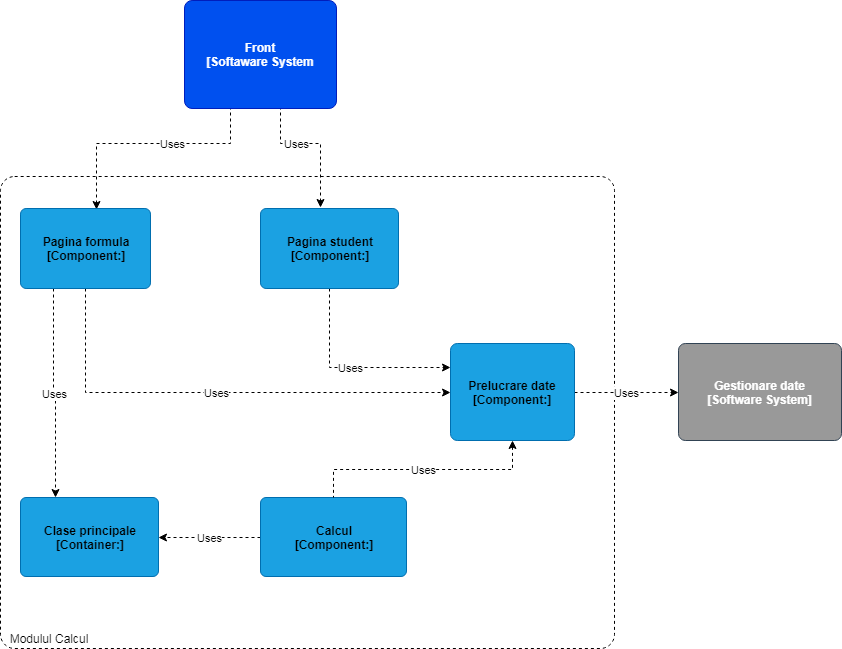 Front
[Softaware System
Uses
Uses
Pagina formula
[Component:]
Pagina student
[Component:]
Uses
Prelucrare date
[Component:]
Gestionare date
[Software System]
Uses
Uses
Uses
Uses
Clase principale
[Container:]
Uses
Calcul
[Component:]
Modulul Calcul